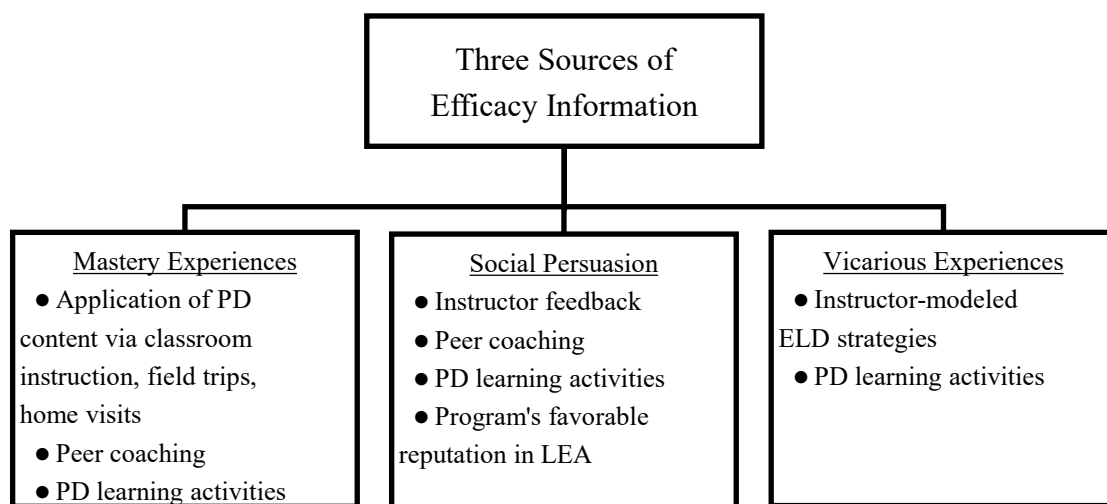 Three Sources of
Efficacy Information
Mastery Experiences
● Application of PD
content via classroom
instruction, field trips,
home visits
● Peer coaching
● PD learning activities
Social Persuasion
● Instructor feedback
● Peer coaching
● PD learning activities
● Program's favorable
reputation in LEA
Vicarious Experiences
● Instructor-modeled
ELD strategies
● PD learning activities